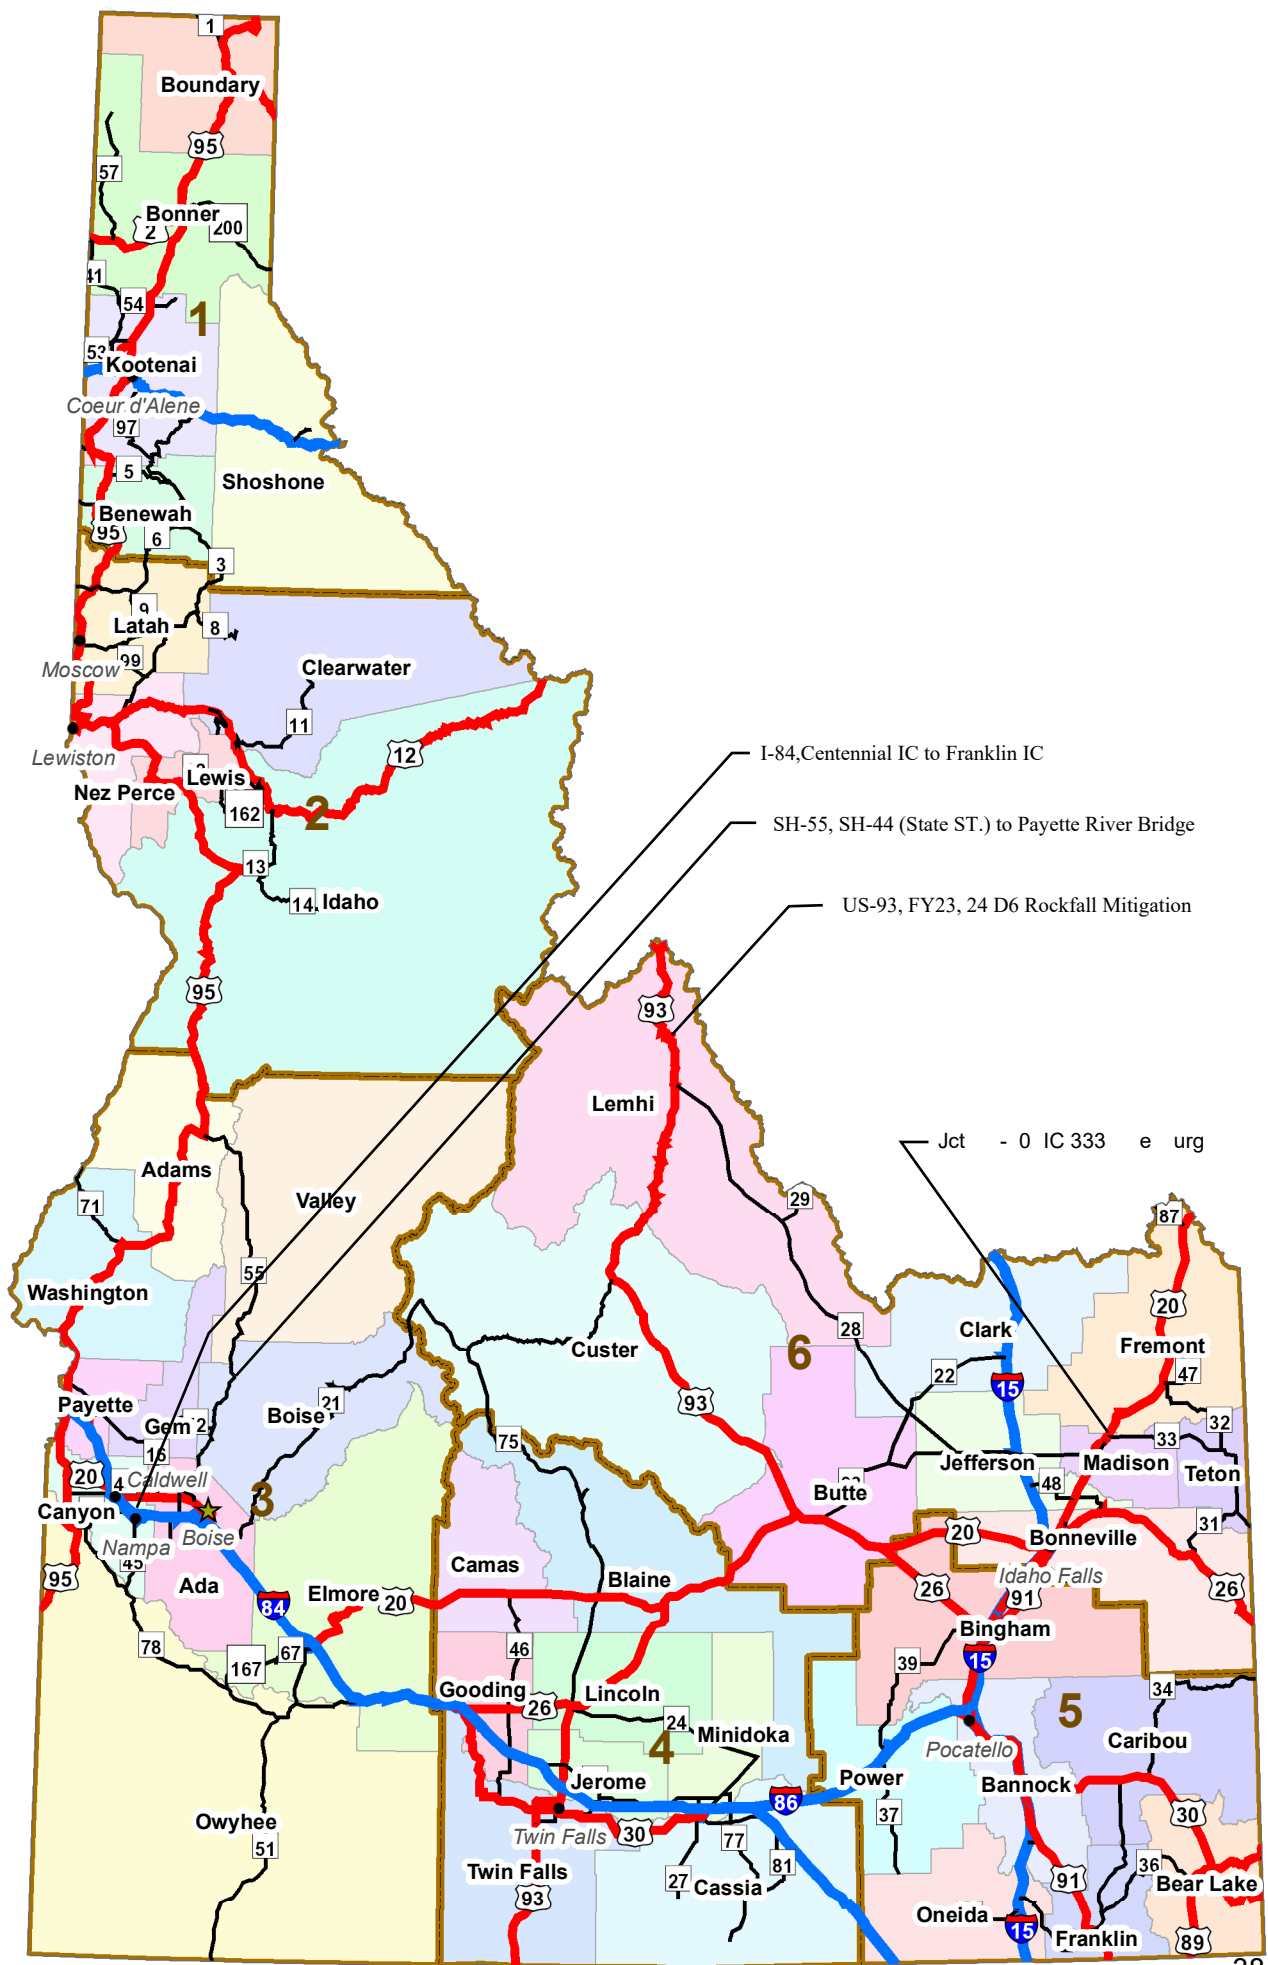 1
Boundary
95
57
Bonner
2
200
41
54
1
53
Kootenai
Coeur d'Alene
97
5
Shoshone
Benewah
95
6
3
9
8
Latah
99
Moscow
Clearwater
11
12
I-84,Centennial IC to Franklin IC
Lewiston
Lewis
Nez Perce
162
2
SH-55, SH-44 (State ST.) to Payette River Bridge
13
14
Idaho
US-93, FY23, 24 D6 Rockfall Mitigation
95
93
Lemhi
Jct - 0 IC 333 e urg
Adams
71
Valley
29
87
55
Washington
20
28
Clark
Custer
6
Fremont
22
47
15
93
Payette
21
Boise
Gem
32
75
16
33
Jefferson
Madison
Teton
20
4
Caldwell
48
Butte
3
Canyon
Boise
Nampa
45
20
Bonneville
31
Camas
Idaho Falls
95
Ada
Elmore
20
Blaine
26
91
26
84
Bingham
78
167
67
46
39
15
Gooding
26
Lincoln
34
24
5
Minidoka
4
Pocatello
Caribou
Jerome
Power
Bannock
86
Owyhee
Twin Falls
30
37
30
51
77
81
Twin Falls
27
Cassia
36
91
Bear Lake
93
Oneida
15
Franklin
89